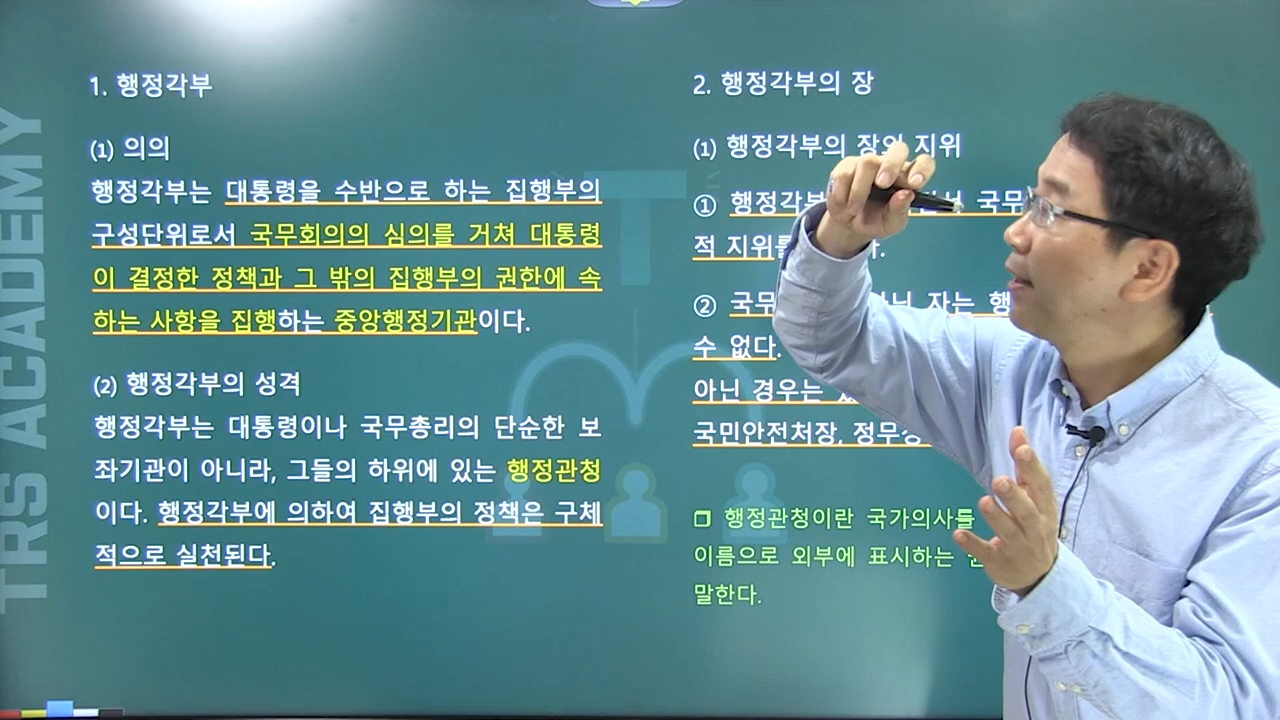 TRS ACADEMY
1. 행정각부
(1) 의의
행정각부는 대통령을 수반으로 하는 집행부의
구성단위로서 국무회의의 심의를 거쳐 대통령
이 결정한 정책과 그 밖의 집행부의 권한에 속
하는 사항을 집행하는 중앙행정기관이다.
(2) 행정각부의 성격
행정각부는 대통령이나 국무총리의 단순한 보
좌기관이 아니라, 그들의 하위에 있는 행정관청
이다. 행정각부에 의하여 집행부의 정책은 구체
적으로 실천된다.
2. 행정각부의 장
(1) 행정각부의 장의 지위
① 행정각부 국무
적 지위를
② 국무 아닌 자는 행
수 없다.
아닌 경우는
국민안전처장,
❒ 행정관청이란 국가의사를
이름으로 외부에 표시하는
말한다.